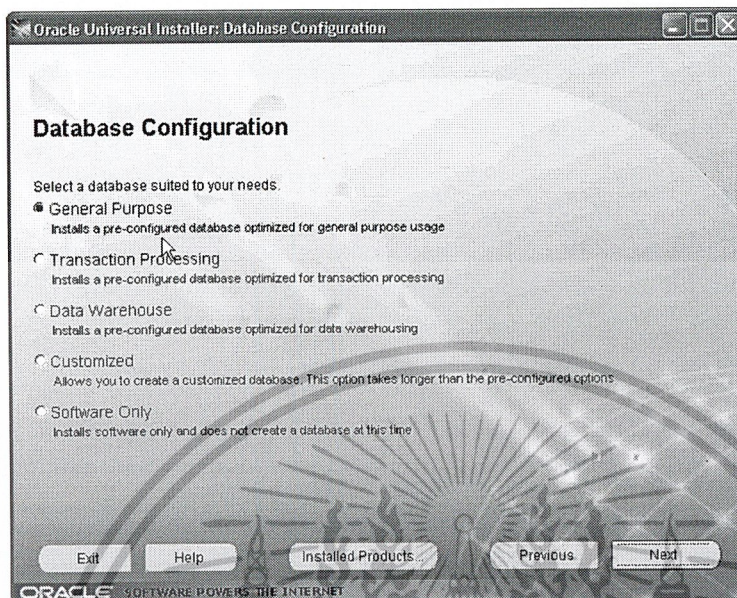 Oracle Universal Installer: Database Configuration
Database Configuration
Select a database suited to your needs.
General Purpose
Installs a pre-configured database optimized for general purpose usage
Transaction Processing
Installs a pre-configured database optimized for transaction processing
Data Warehouse
Installs a pre-configured database optimized for data warehousing
Customized
Allows you to create a customized database. This option takes longer than the pre-configured options
Software Only
Installs software only and does not create a database at this time
Exit Help Installed Products... Previous Next
ORACLE SOFTWARE POWERS THE INTERNET